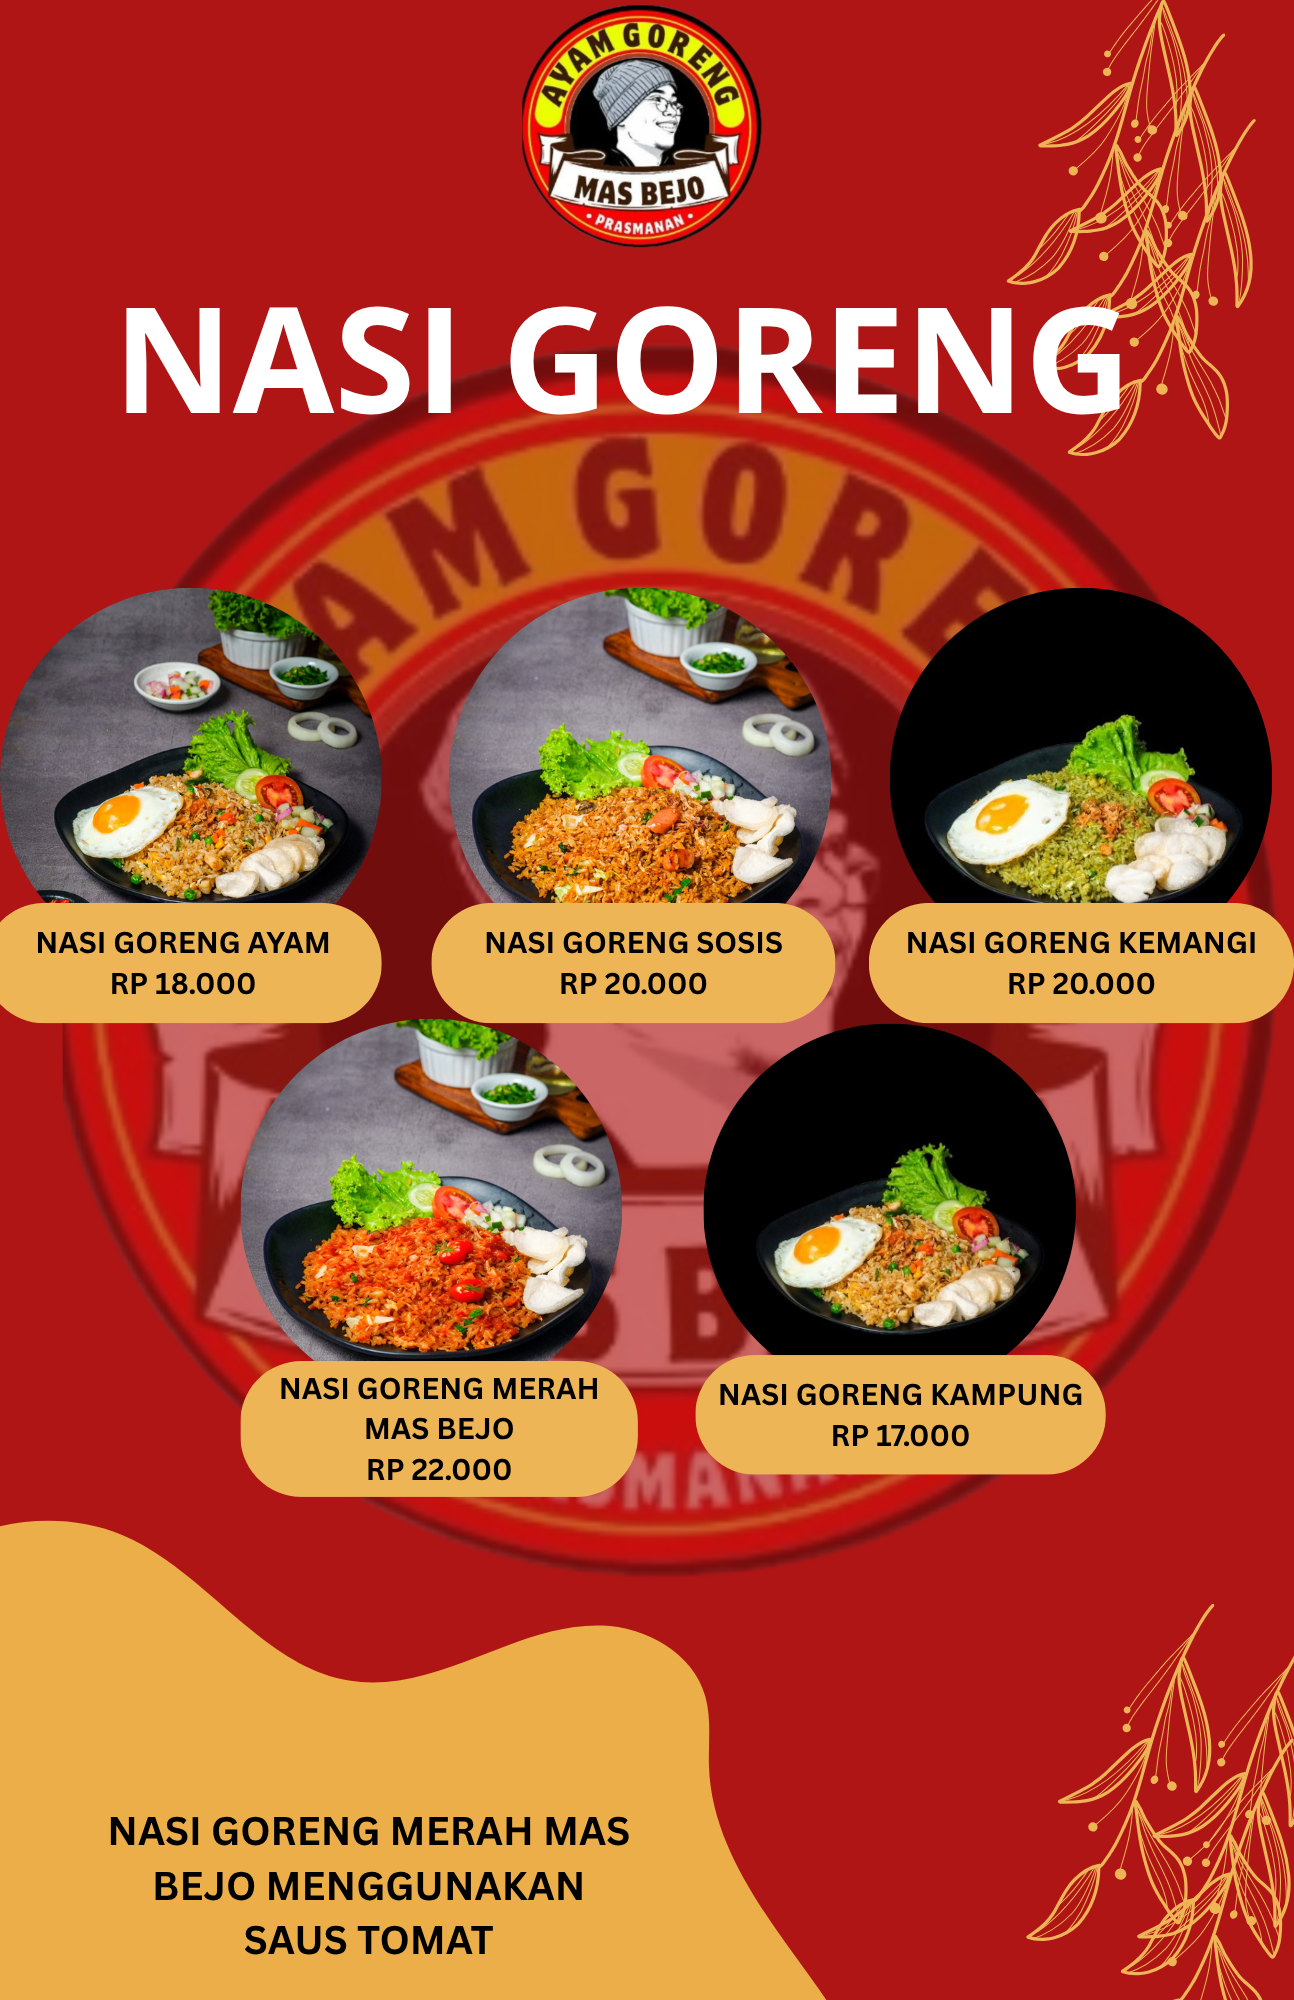 AYAM GORENG
MAS BEJO
• PRASMANAN •
NASI GORENG
AYAM GORE
NASI GORENG AYAM
RP 18.000
NASI GORENG SOSIS
RP 20.000
NASI GORENG KEMANGI
RP 20.000
NASI GORENG MERAH
MAS BEJO
RP 22.000
NASI GORENG KAMPUNG
RP 17.000
NASI GORENG MERAH MAS
BEJO MENGGUNAKAN
SAUS TOMAT